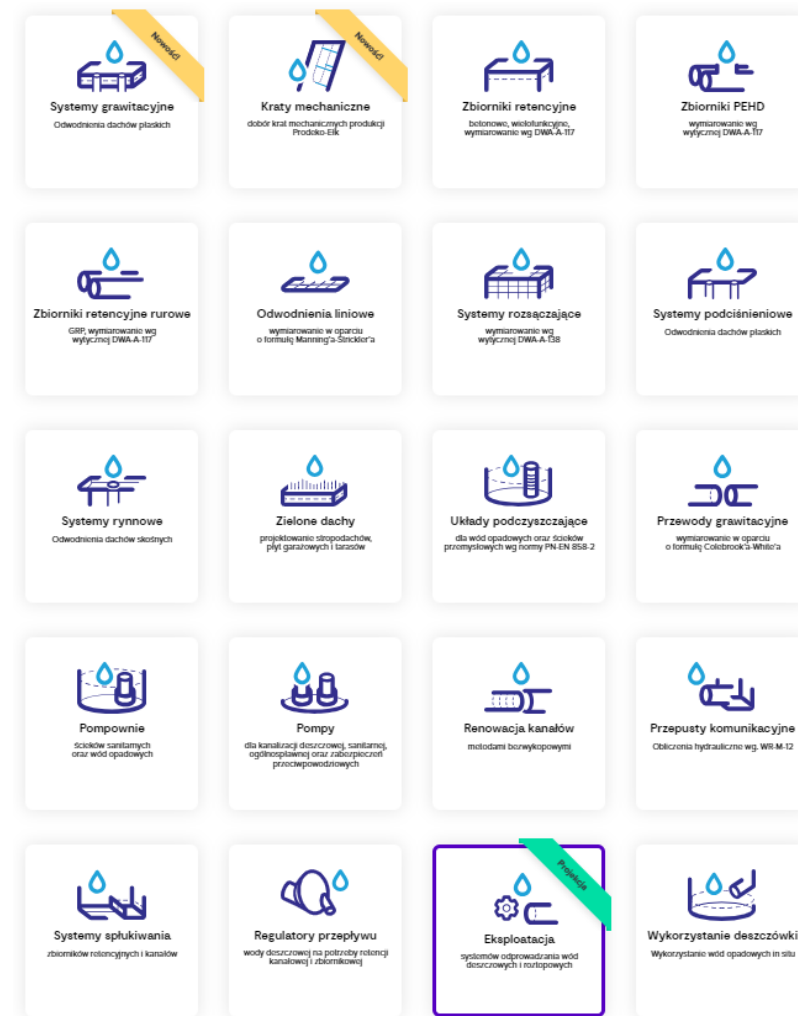 Nowości
Systemy grawitacyjne
Odwodnienia dachów płaskich
Nowości
Kraty mechaniczne
dobór krat mechanicznych produkcji
Prodeko-Ełk
Zbiorniki retencyjne
betonowe, wielofunkcyjne,
wymiarowanie wg DWA-A-117
Zbiorniki PEHD
wymiarowanie wg
wytycznej DWA-A-117
Zbiorniki retencyjne rurowe
GRP, wymiarowanie wg
wytycznej DWA-A-117
Odwodnienia liniowe
wymiarowanie w oparciu
o formułę Manning'a-Strickler'a
Systemy rozsączające
wymiarowanie wg
wytycznej DWA-A-138
Systemy podciśnieniowe
Odwodnienia dachów płaskich
Systemy rynnowe
Odwodnienia dachów skośnych
Zielone dachy
projektowanie stropodachów,
płyt garażowych i tarasów
Układy podczyszczające
dla wód opadowych oraz ścieków
przemysłowych wg normy PN-EN 858-2
Przewody grawitacyjne
wymiarowanie w oparciu
o formułę Colebrook'a-White'a
Pompownie
ścieków sanitarnych
oraz wód opadowych
Pompy
dla kanalizacji deszczowej, sanitarnej,
ogólnospławnej oraz zabezpieczeń
przeciwpowodziowych
Renowacja kanałów
metodami bezwykopowymi
Przepusty komunikacyjne
Obliczenia hydrauliczne wg. WR-M-12
Systemy spłukiwania
zbiorników retencyjnych i kanałów
Regulatory przepływu
wody deszczowej na potrzeby retencji
kanałowej i zbiornikowej
Projekcja
Eksploatacja
systemów odprowadzania wód
deszczowych i roztopowych
Wykorzystanie deszczówki
Wykorzystanie wód opadowych in situ